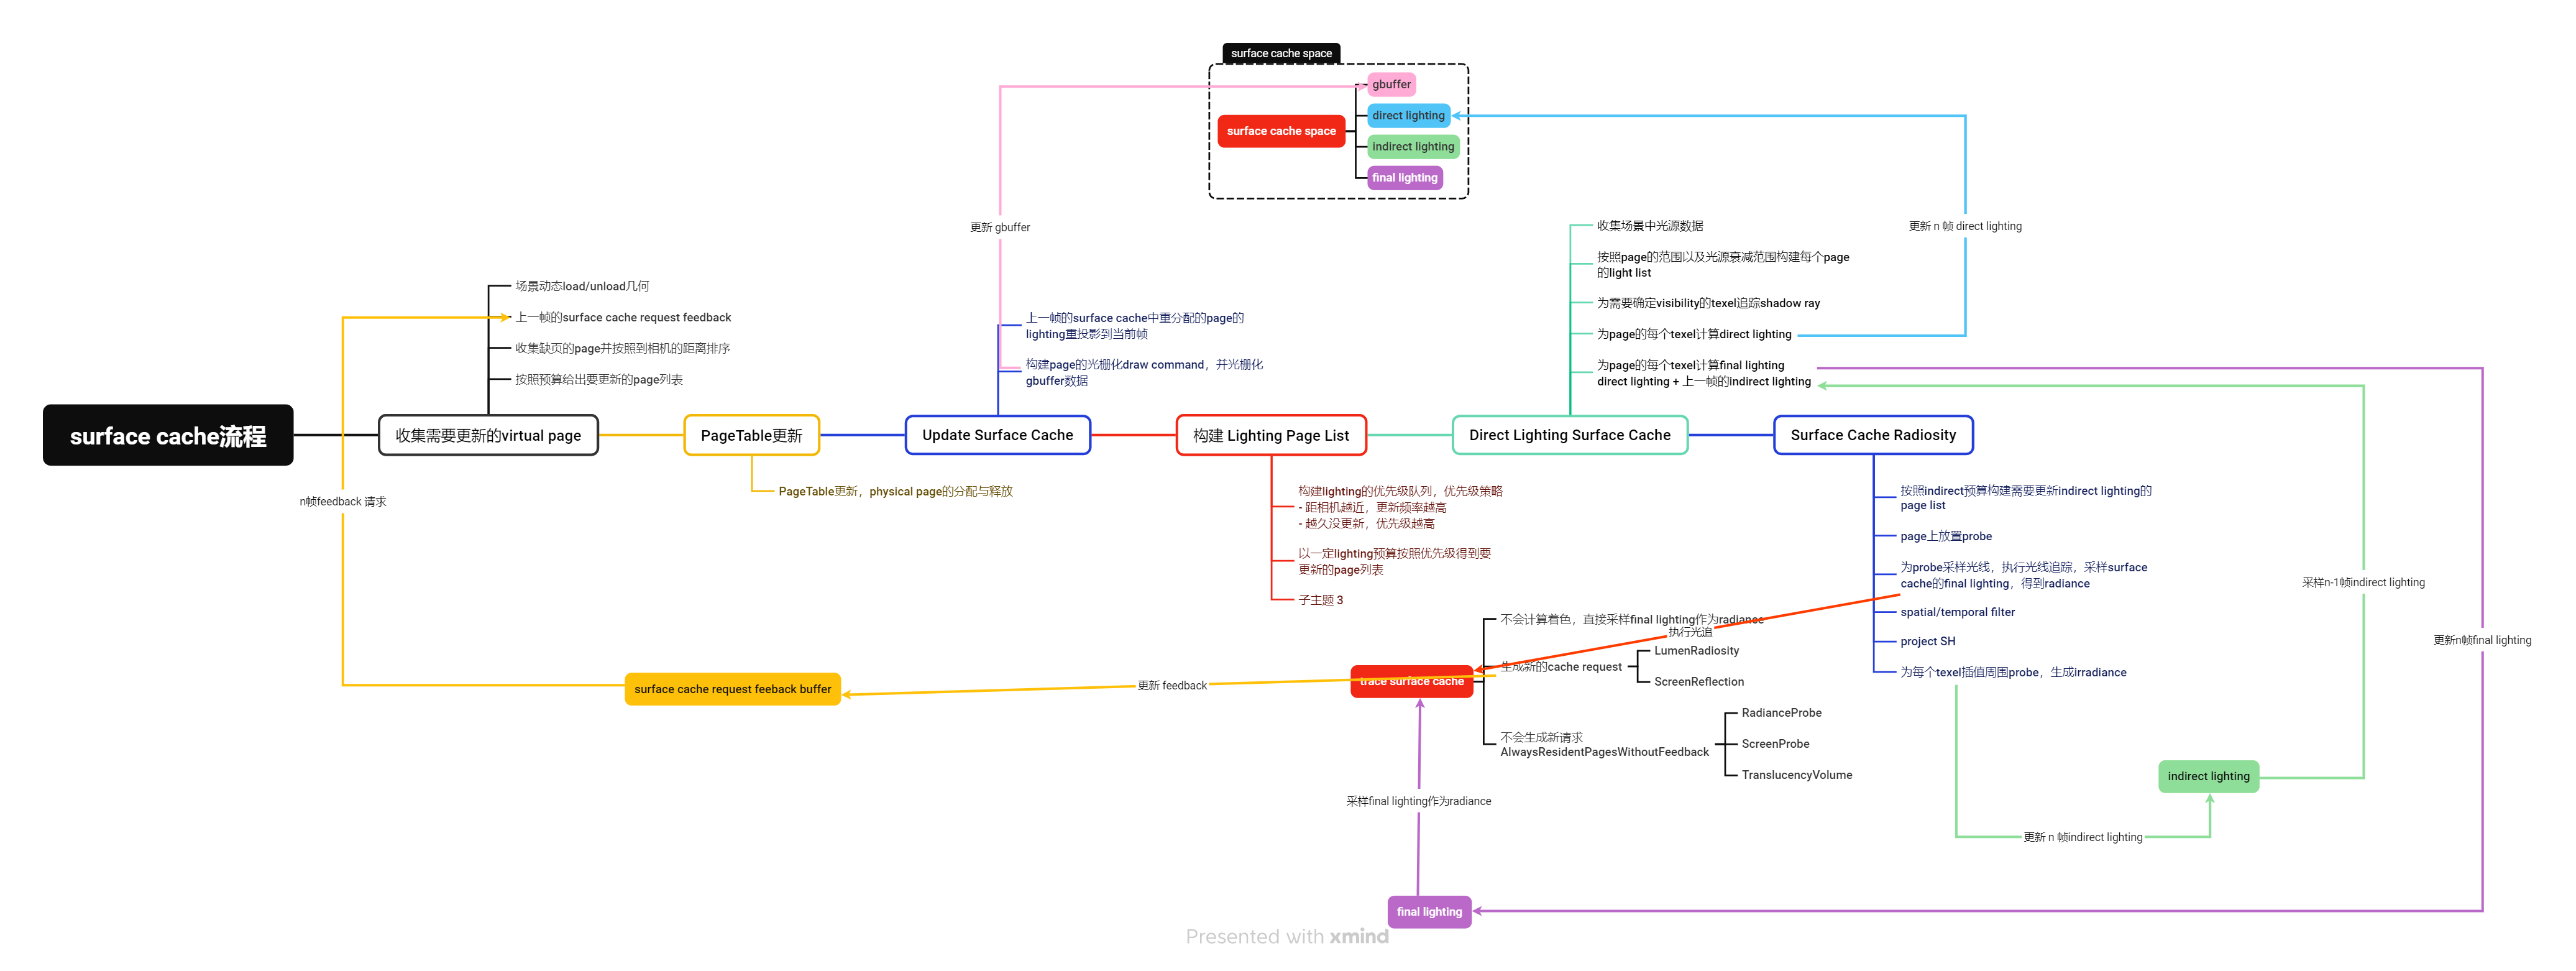 surface cache space
surface cache space
gbuffer
direct lighting
indirect lighting
final lighting
更新 gbuffer
更新 n 帧 direct lighting
surface cache流程
收集需要更新的virtual page
场景动态load/unload几何
上一帧的surface cache request feedback
收集缺页的page并按照到相机的距离排序
按照预算给出要更新的page列表
n帧feedback 请求
PageTable更新
PageTable更新，physical page的分配与释放
Update Surface Cache
上一帧的surface cache中重分配的page的
lighting重投影到当前帧
构建page的光栅化draw command，并光栅化
gbuffer数据
构建 Lighting Page List
构建lighting的优先级队列，优先级策略
- 距相机越近，更新频率越高
- 越久没更新，优先级越高
以一定lighting预算按照优先级得到要
更新的page列表
子主题 3
Direct Lighting Surface Cache
收集场景中光源数据
按照page的范围以及光源衰减范围构建每个page
的light list
为需要确定visibility的texel追踪shadow ray
为page的每个texel计算direct lighting
为page的每个texel计算final lighting
direct lighting + 上一帧的indirect lighting
Surface Cache Radiosity
按照indirect预算构建需要更新indirect lighting的
page list
page上放置probe
为probe采样光线，执行光线追踪，采样surface
cache的final lighting，得到radiance
spatial/temporal filter
project SH
为每个texel插值周围probe，生成irradiance
采样n-1帧indirect lighting
更新n帧final lighting
surface cache request feeback buffer
更新 feedback
trace surface cache
不会计算着色，直接采样final lighting作为radiance
执行光追
生成新的cache request
LumenRadiosity
ScreenReflection
不会生成新请求
AlwaysResidentPagesWithoutFeedback
RadianceProbe
ScreenProbe
TranslucencyVolume
indirect lighting
更新 n 帧indirect lighting
采样final lighting作为radiance
final lighting
Presented with xmind